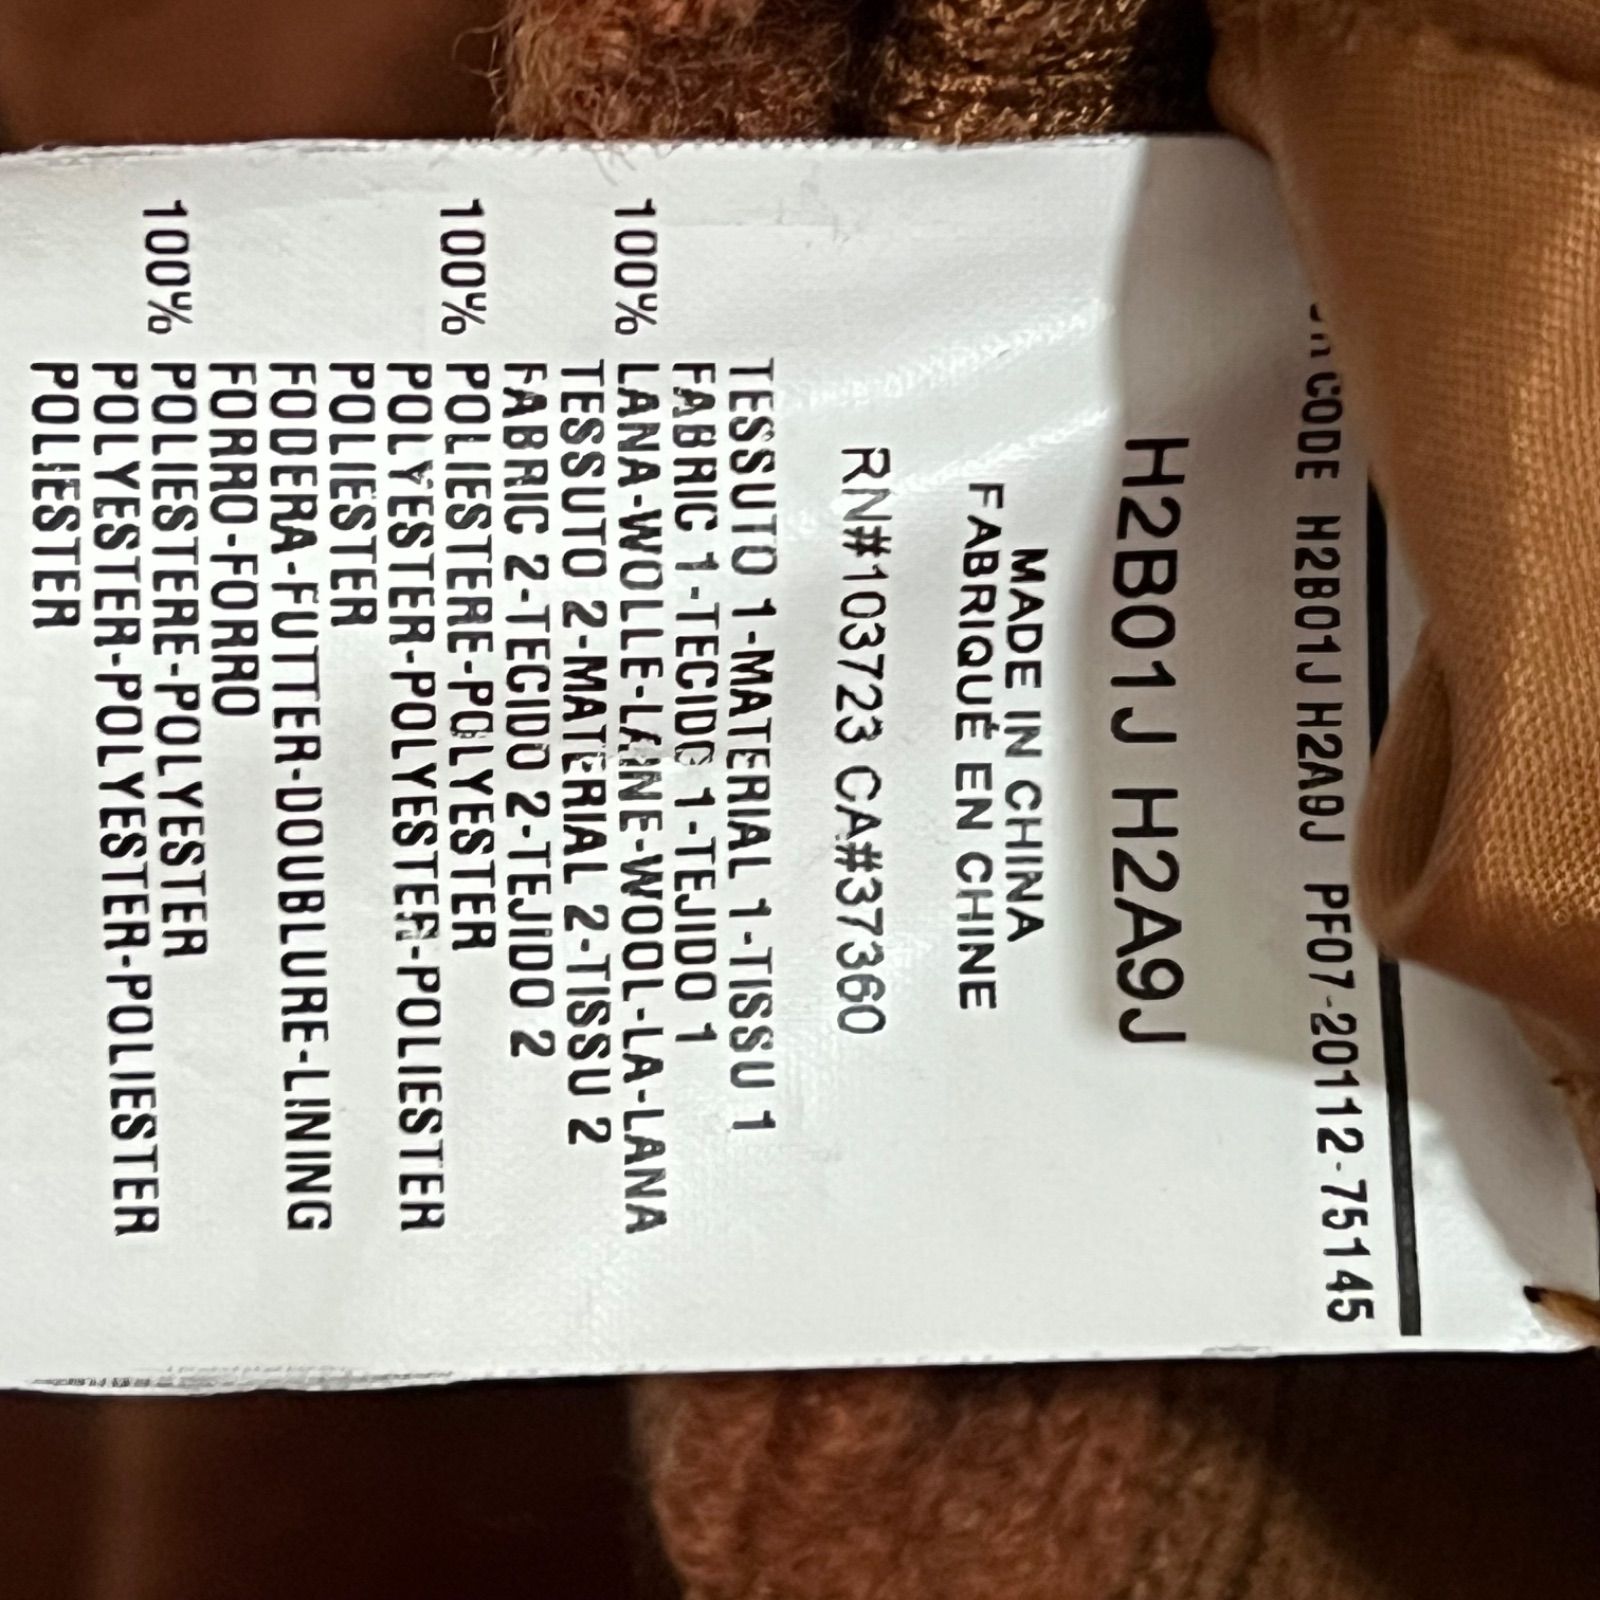 CODE H2B01J H2A9J PF07-20112-75145
H2B01J H2A9J
MADE IN CHINA
FABRIQUÉ EN CHINE
RN#103723 CA#37360
TESSUTO 1-MATERIAL 1-TISSU 1
FABRIC 1-TECIDO 1-TEJIDO 1
100% LANA-WOLLE-LAINE-WOOL-LA-LANA
TESSUTO 2-MATERIAL 2-TISSU 2
FABRIC 2-TECIDO 2-TEJIDO 2
100% POLIESTERE-POLYESTER
POLYESTER-POLYESTER-POLIESTER
POLIESTER
FODERA-FUTTER-DOUBLURE-LINING
FORRO-FORRO
100% POLIESTERE-POLYESTER
POLYESTER-POLYESTER-POLIESTER
POLIESTER